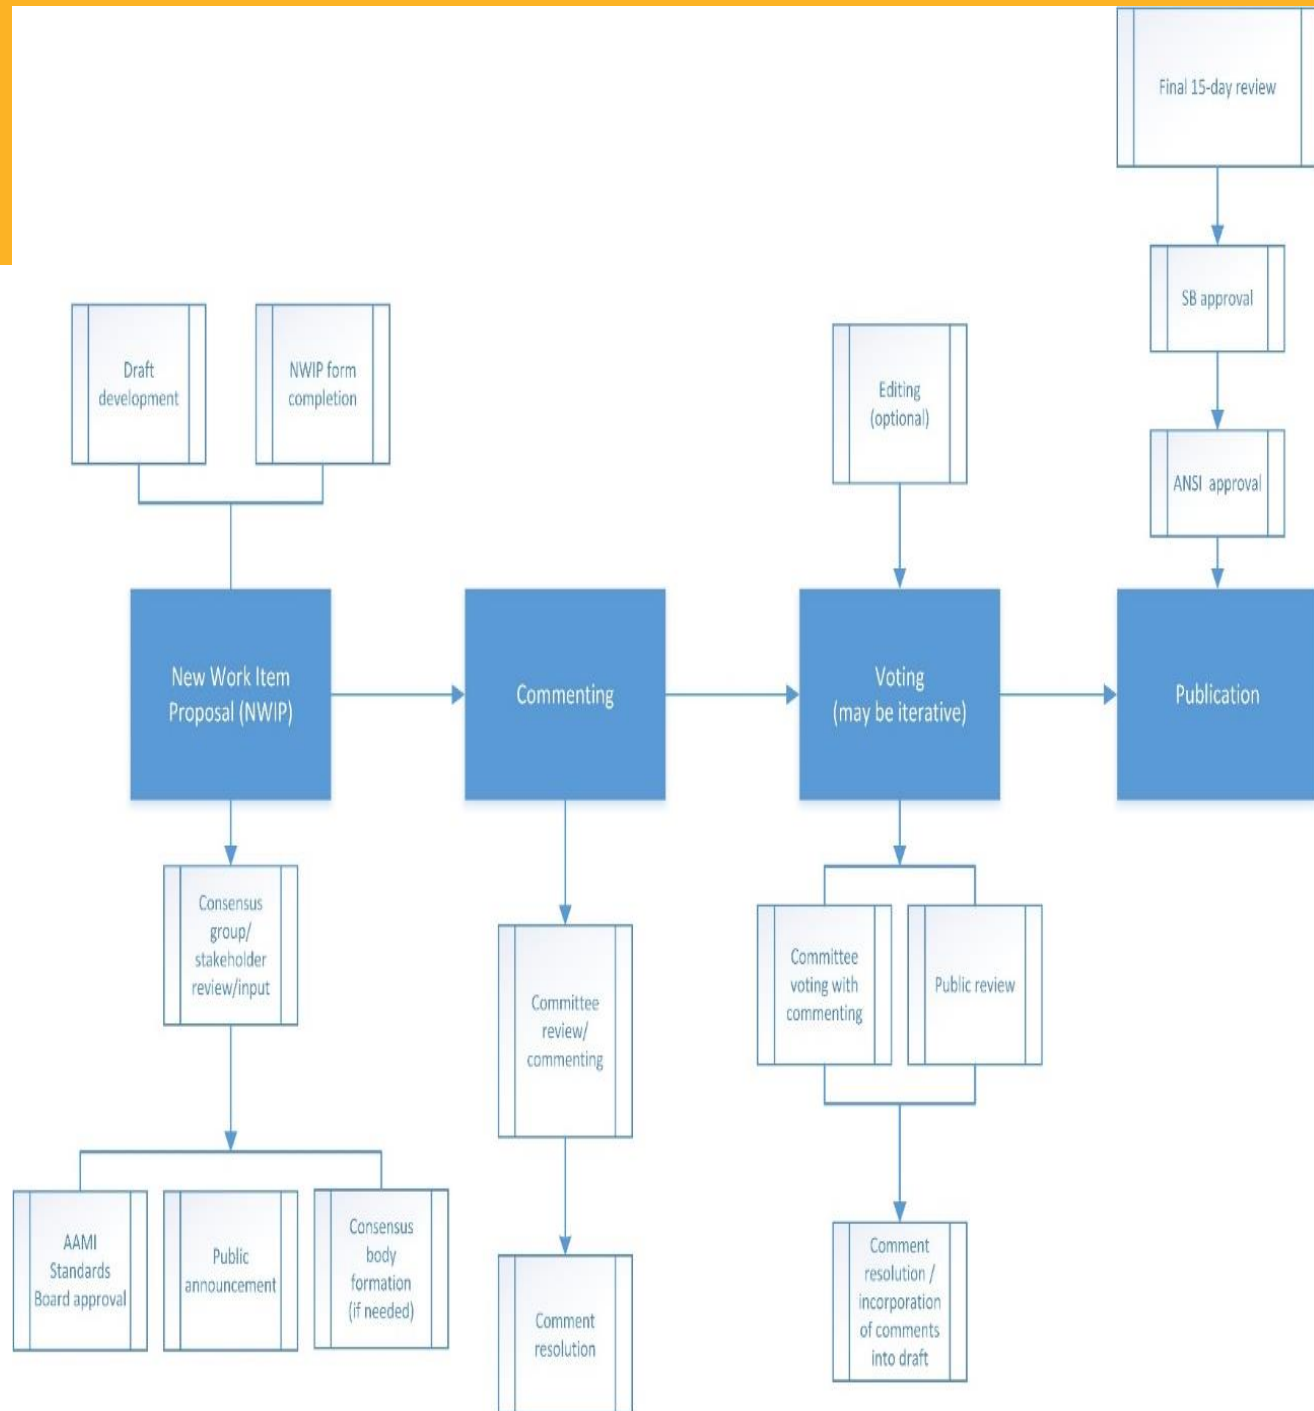 Final 15-day review
SB approval
Draft
development
NWIP form
completion
Editing
(optional)
ANSI approval
New Work Item
Proposal (NWIP)
Commenting
Voting
(may be iterative)
Publication
Consensus
group/
stakeholder
review/input
Committee
review/
commenting
Committee
voting with
commenting
Public review
AAMI
Standards
Board approval
Public
announcement
Consensus
body
formation
(if needed)
Comment
resolution
Comment
resolution /
incorporation
of comments
into draft